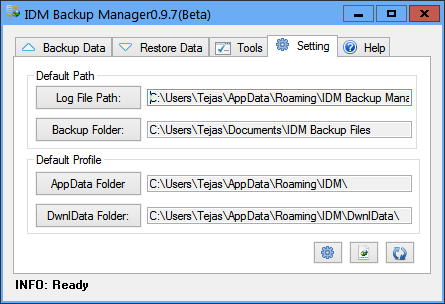 IDM Backup Manager0.9.7(Beta)
Backup Data Restore Data Tools Setting Help
Default Path
Log File Path: C:\Users\Tejas\AppData\Roaming\IDM Backup Mana
Backup Folder: C:\Users\Tejas\Documents\IDM Backup Files
Default Profile
AppData Folder C:\Users\Tejas\AppData\Roaming\IDM\
DwnlData Folder: C:\Users\Tejas\AppData\Roaming\IDM\DwnlData\
INFO: Ready